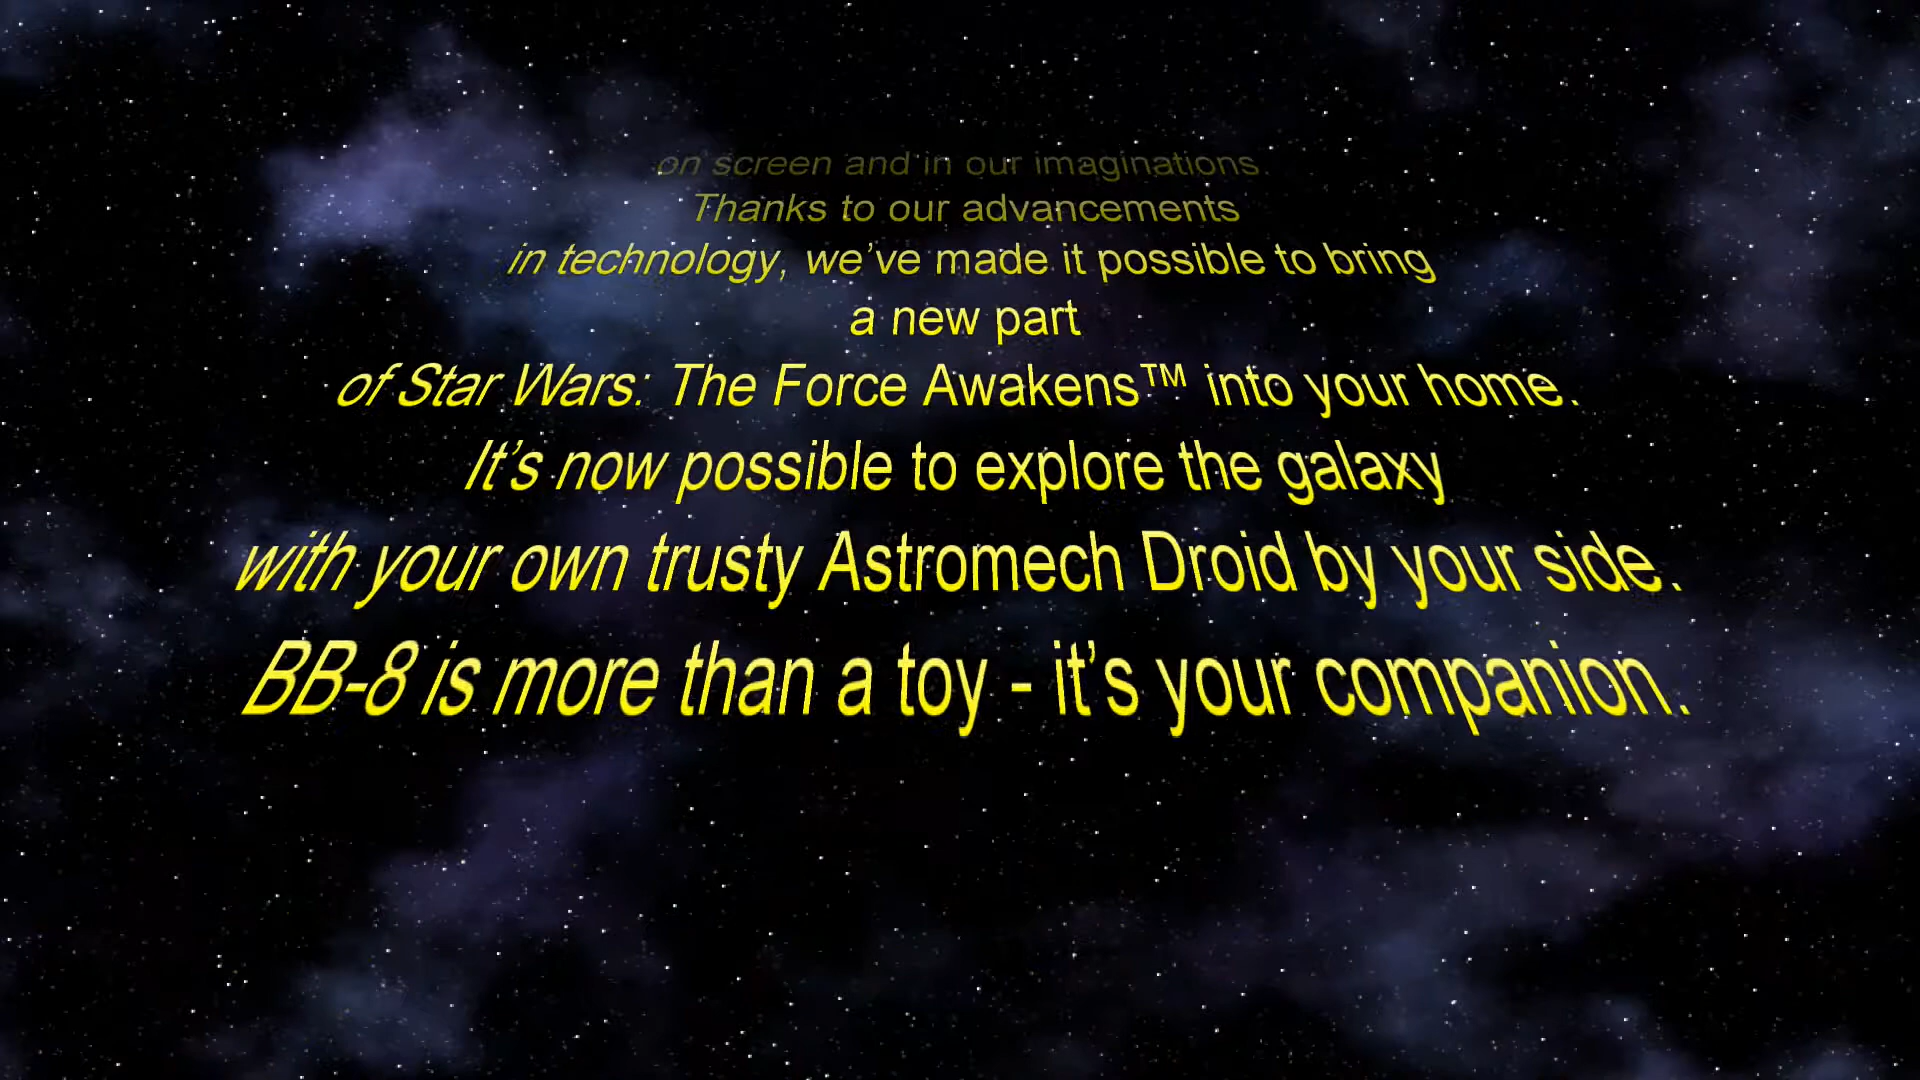 on screen and in our imaginations.
Thanks to our advancements
in technology, we’ve made it possible to bring
a new part
of Star Wars: The Force Awakens™ into your home.
It’s now possible to explore the galaxy
with your own trusty Astromech Droid by your side.
BB-8 is more than a toy - it’s your companion.